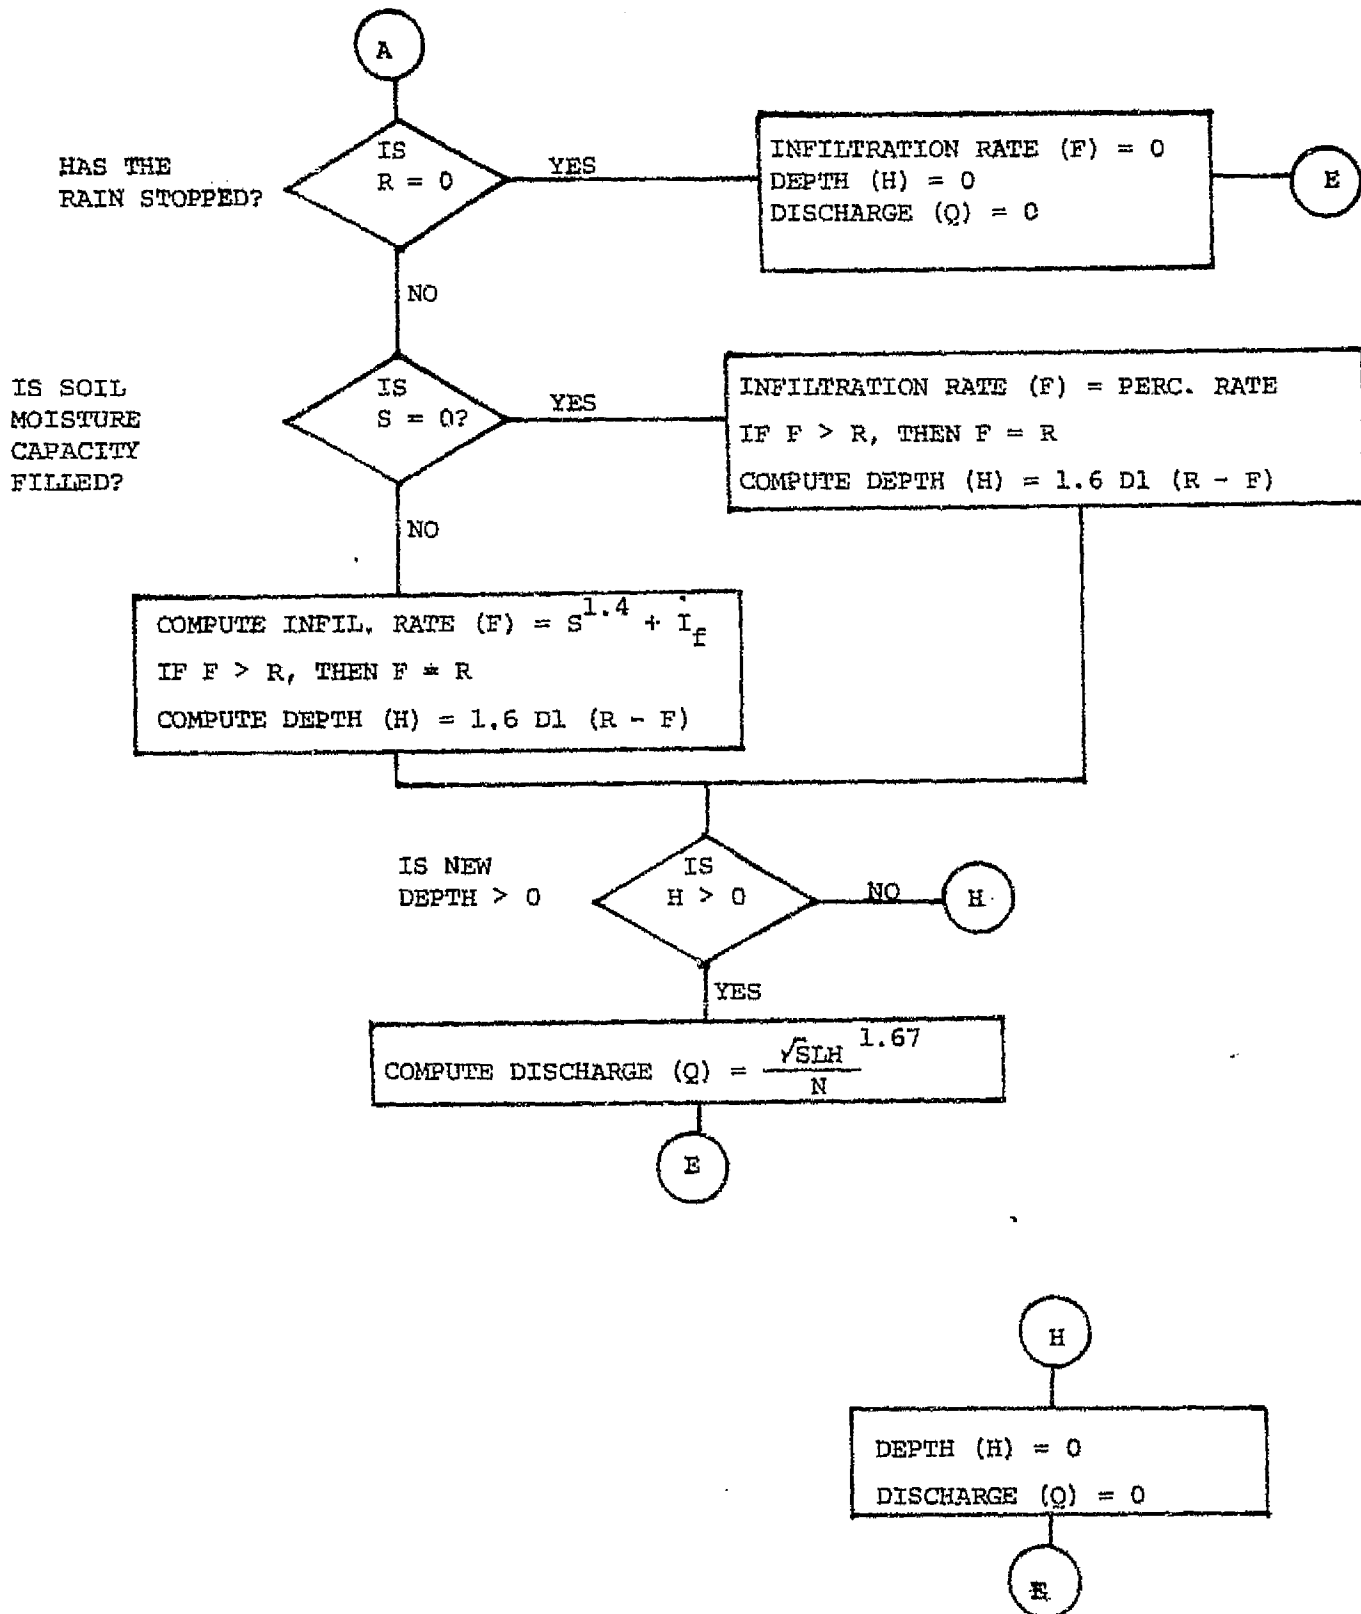 A
HAS THE
RAIN STOPPED?
IS
R = 0
YES
INFILTRATION RATE (F) = 0
DEPTH (H) = 0
DISCHARGE (Q) = 0
E
NO
IS SOIL
MOISTURE
CAPACITY
FILLED?
IS
S = 0?
YES
INFILTRATION RATE (F) = PERC. RATE
IF F > R, THEN F = R
COMPUTE DEPTH (H) = 1.6 D1 (R - F)
NO
COMPUTE INFIL. RATE (F) = S^1.4 + I_f
IF F > R, THEN F = R
COMPUTE DEPTH (H) = 1.6 D1 (R - F)
IS NEW
DEPTH > 0
IS
H > 0
NO
H
YES
COMPUTE DISCHARGE (Q) = √SLH^1.67 / N
E
H
DEPTH (H) = 0
DISCHARGE (Q) = 0
E